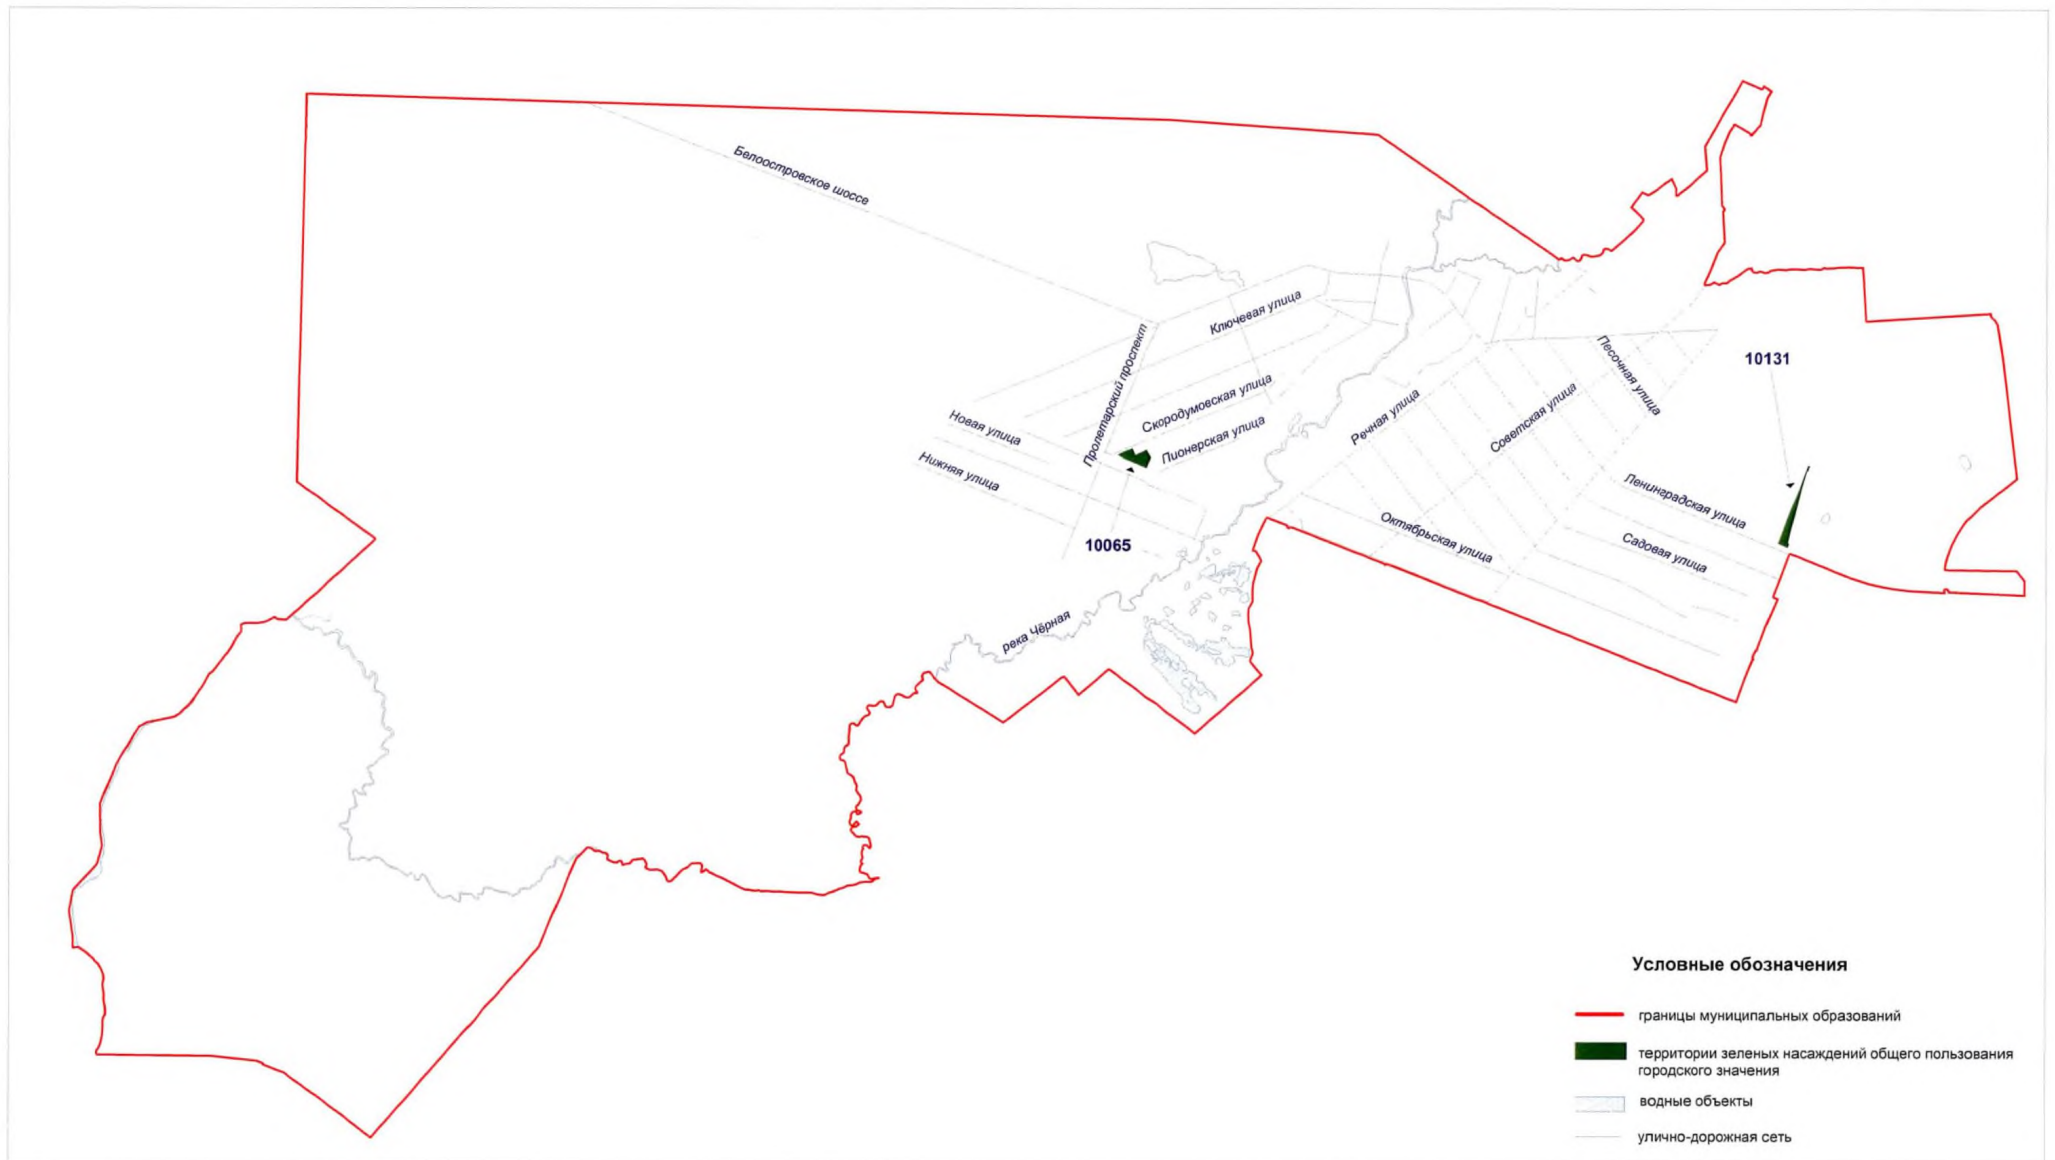 Белоостровское шоссе
Ключевая улица
Пролетарский проспект
Песочная улица
10131
Скородумовская улица
Новая улица
Пионерская улица
Речная улица
Советская улица
Нижняя улица
Ленинградская улица
10065
Октябрьская улица
Садовая улица
река Чёрная
Условные обозначения
границы муниципальных образований
территории зеленых насаждений общего пользования
городского значения
водные объекты
улично-дорожная сеть